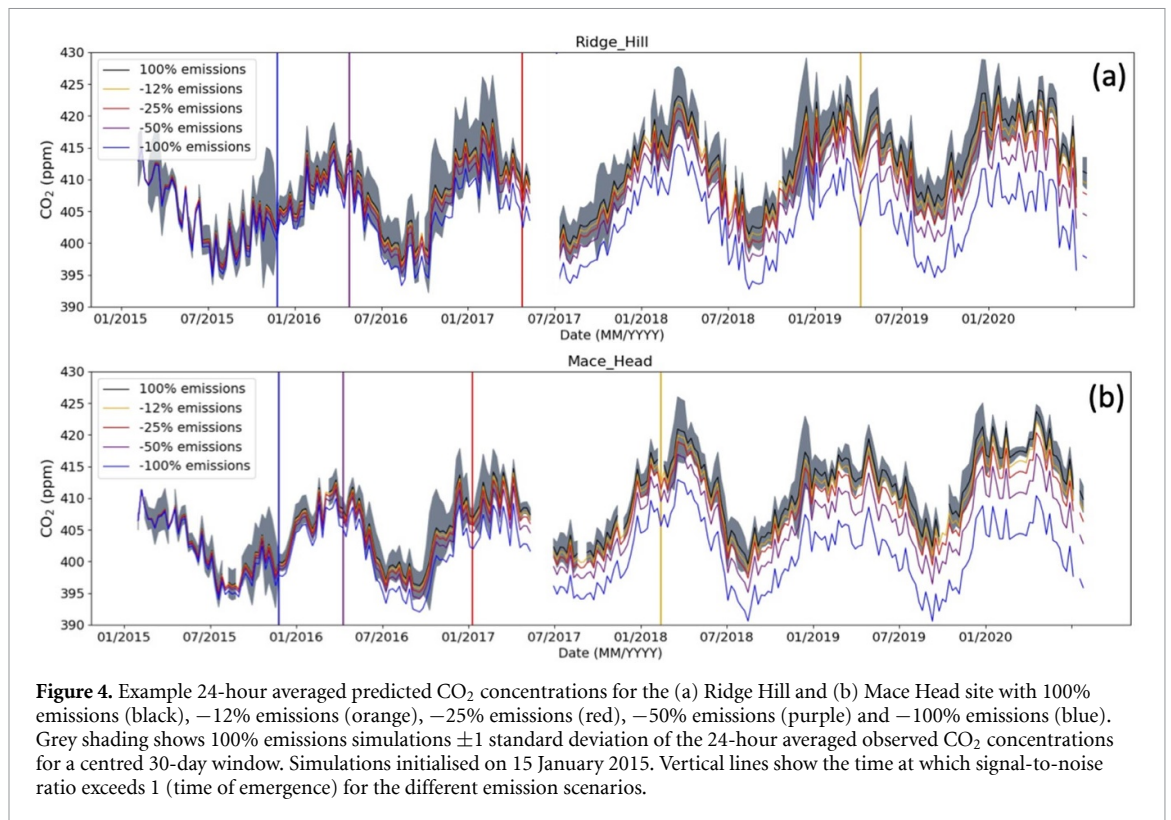 Ridge_Hill
(a)
430
425
420
415
410
405
400
395
390
CO₂ (ppm)
100% emissions
-12% emissions
-25% emissions
-50% emissions
-100% emissions
01/2015 07/2015 01/2016 07/2016 01/2017 07/2017 01/2018 07/2018 01/2019 07/2019 01/2020
Date (MM/YYYY)
Mace_Head
(b)
430
425
420
415
410
405
400
395
390
CO₂ (ppm)
100% emissions
-12% emissions
-25% emissions
-50% emissions
-100% emissions
01/2015 07/2015 01/2016 07/2016 01/2017 07/2017 01/2018 07/2018 01/2019 07/2019 01/2020
Date (MM/YYYY)
Figure 4. Example 24-hour averaged predicted CO₂ concentrations for the (a) Ridge Hill and (b) Mace Head site with 100%
emissions (black), −12% emissions (orange), −25% emissions (red), −50% emissions (purple) and −100% emissions (blue).
Grey shading shows 100% emissions simulations ±1 standard deviation of the 24-hour averaged observed CO₂ concentrations
for a centred 30-day window. Simulations initialised on 15 January 2015. Vertical lines show the time at which signal-to-noise
ratio exceeds 1 (time of emergence) for the different emission scenarios.